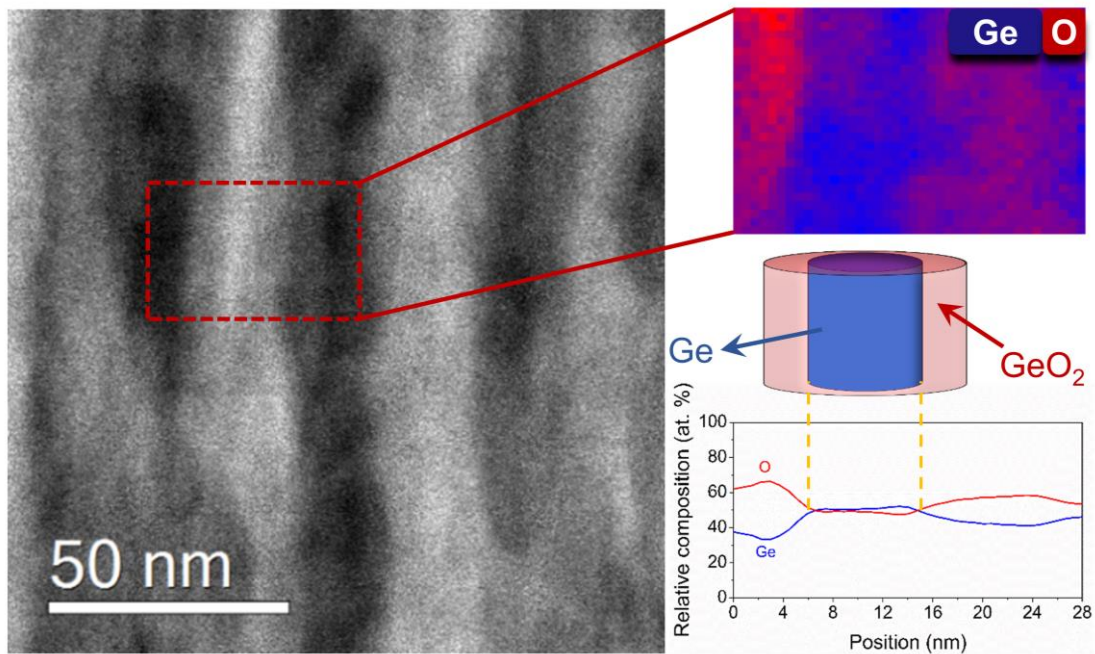 50 nm
Ge O
Ge
GeO₂
Relative composition (at. %)
100
80
60
40
20
0
O
Ge
0 4 8 12 16 20 24 28
Position (nm)